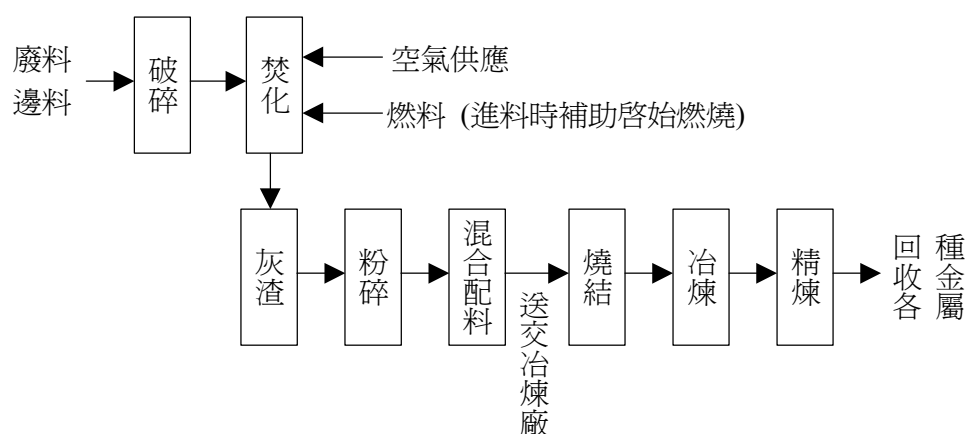 廢料
邊料
破碎
焚化
空氣供應
燃料 (進料時補助啓始燃燒)
灰渣
粉碎
混合配料
送交冶煉廠
燒結
冶煉
精煉
回收各
種金屬